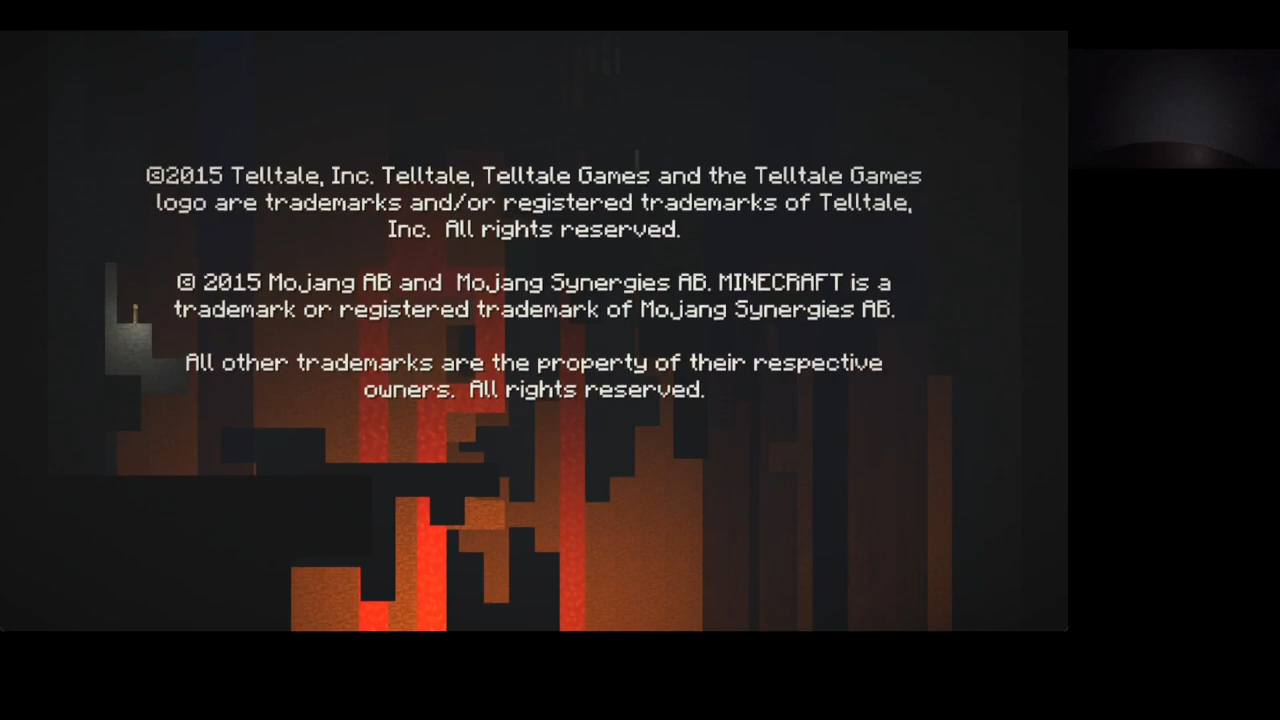 ©2015 Telltale, Inc. Telltale, Telltale Games and the Telltale Games
logo are trademarks and/or registered trademarks of Telltale,
Inc.  All rights reserved.
© 2015 Mojang AB and  Mojang Synergies AB. MINECRAFT is a
trademark or registered trademark of Mojang Synergies AB.
All other trademarks are the property of their respective
owners.  All rights reserved.